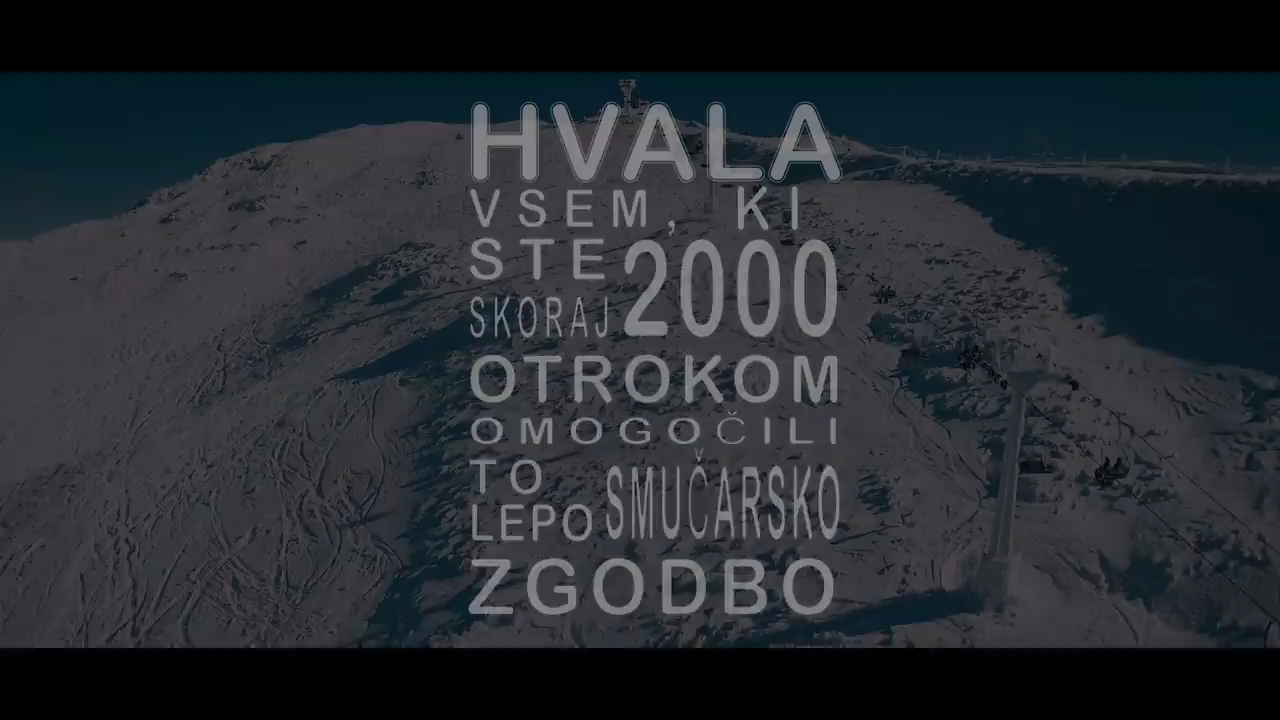 HVALA
VSEM, KI
STE
SKORAJ 2000
OTROKOM
OMOGOČILI
TO
LEPO SMUČARSKO
ZGODBO